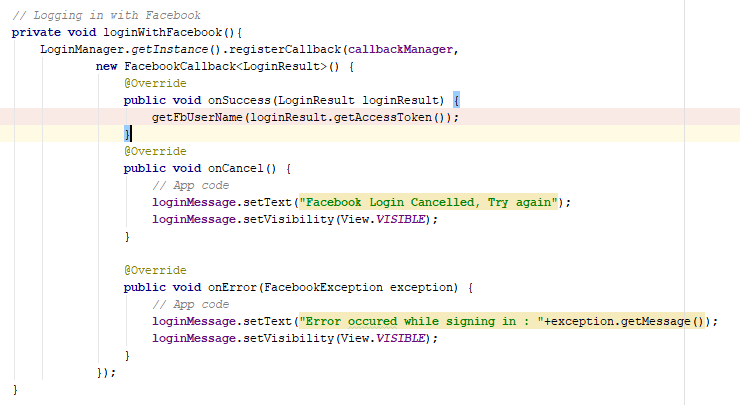 // Logging in with Facebook
private void loginWithFacebook(){
    LoginManager.getInstance().registerCallback(callbackManager,
            new FacebookCallback<LoginResult>() {
                @Override
                public void onSuccess(LoginResult loginResult) {
                    getFbUserName(loginResult.getAccessToken());
                }
                @Override
                public void onCancel() {
                    // App code
                    loginMessage.setText("Facebook Login Cancelled, Try again");
                    loginMessage.setVisibility(View.VISIBLE);
                }

                @Override
                public void onError(FacebookException exception) {
                    // App code
                    loginMessage.setText("Error occured while signing in : "+exception.getMessage());
                    loginMessage.setVisibility(View.VISIBLE);
                }
            });
}